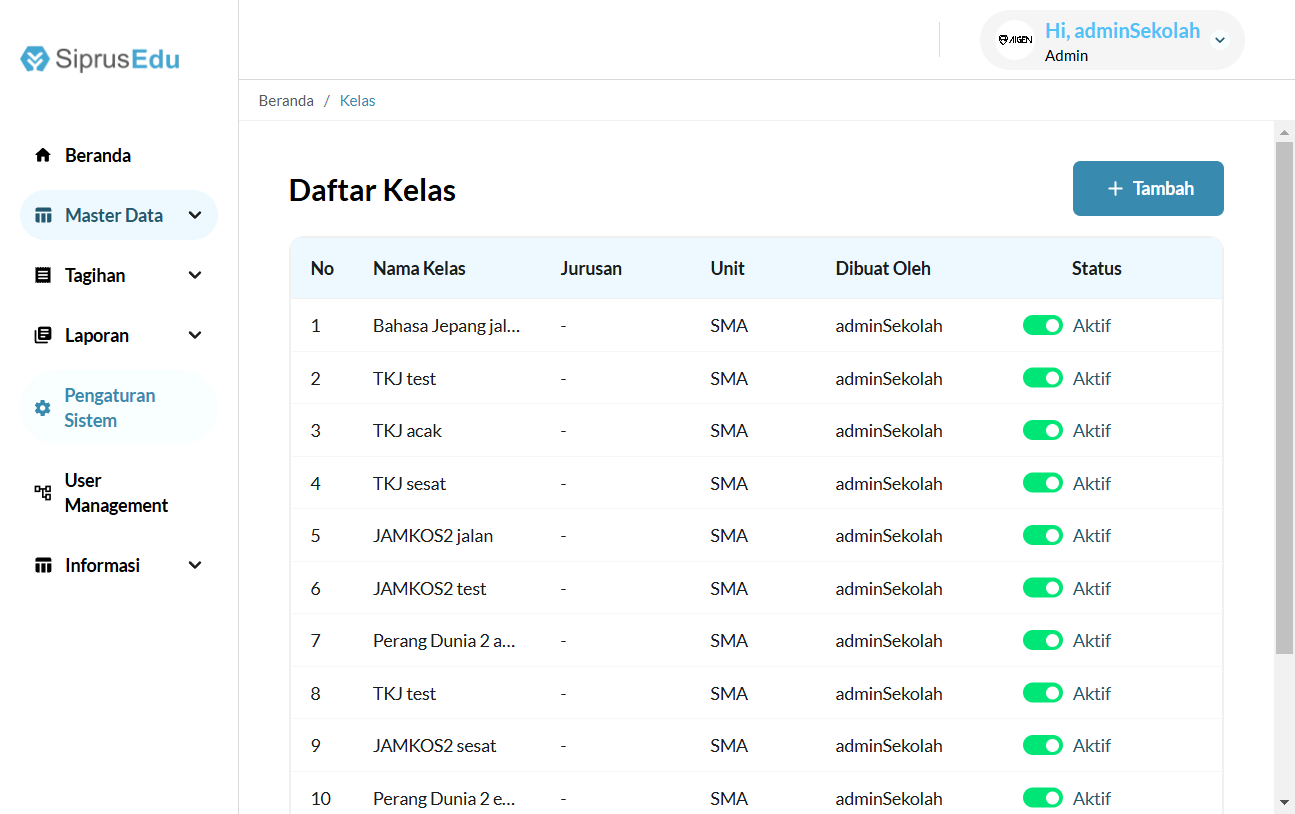 SiprusEdu
AIGEN
Hi, adminSekolah
Admin
Beranda / Kelas
Beranda
Master Data
Tagihan
Laporan
Pengaturan
Sistem
User
Management
Informasi
Daftar Kelas
+ Tambah
No Nama Kelas Jurusan Unit Dibuat Oleh Status
1 Bahasa Jepang jal... - SMA adminSekolah Aktif
2 TKJ test - SMA adminSekolah Aktif
3 TKJ acak - SMA adminSekolah Aktif
4 TKJ sesat - SMA adminSekolah Aktif
5 JAMKOS2 jalan - SMA adminSekolah Aktif
6 JAMKOS2 test - SMA adminSekolah Aktif
7 Perang Dunia 2 a... - SMA adminSekolah Aktif
8 TKJ test - SMA adminSekolah Aktif
9 JAMKOS2 sesat - SMA adminSekolah Aktif
10 Perang Dunia 2 e... - SMA adminSekolah Aktif